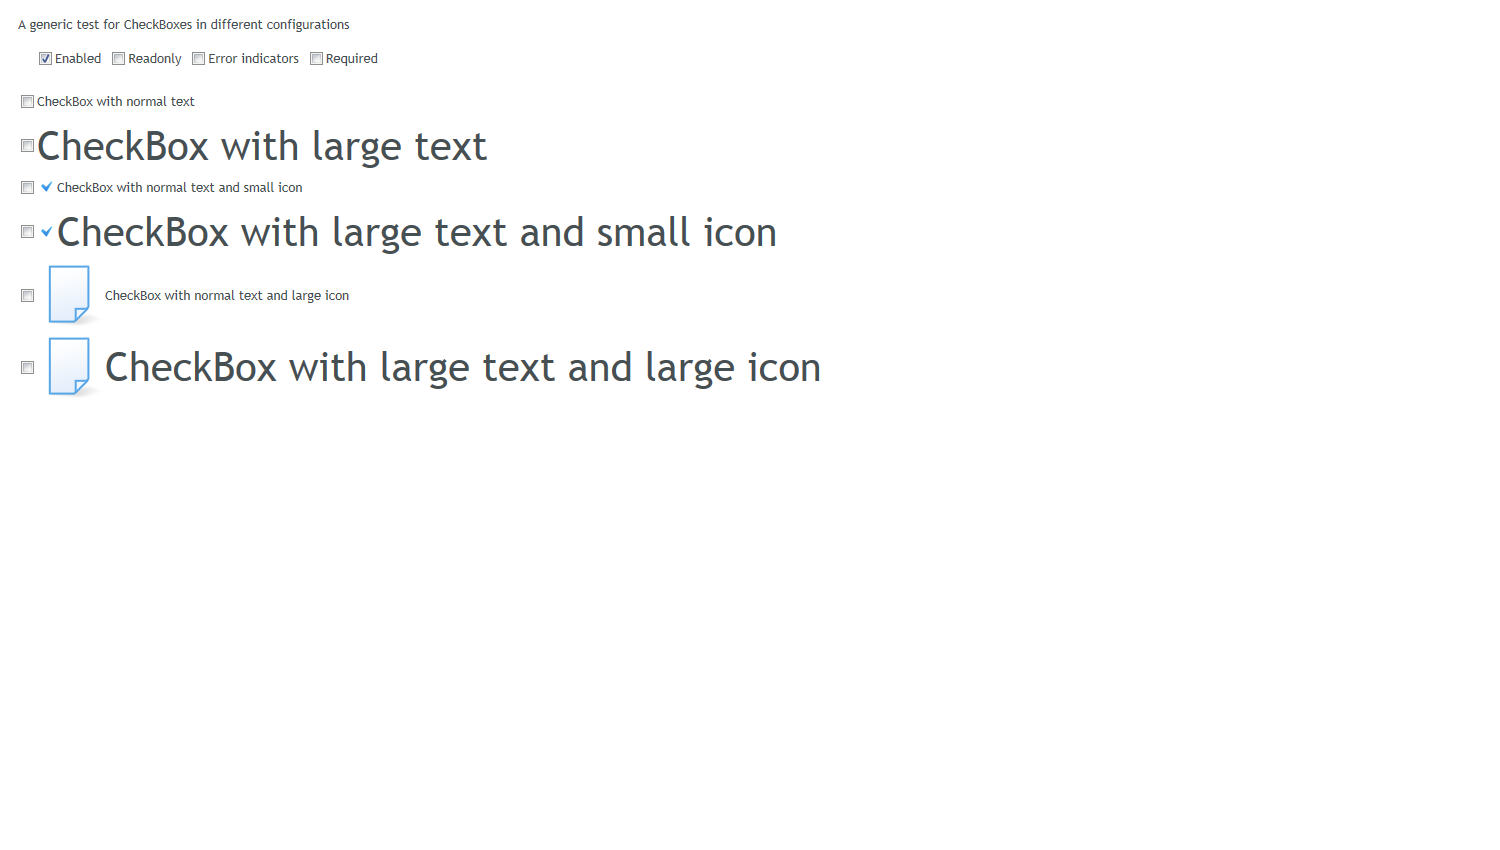 A generic test for CheckBoxes in different configurations
Enabled Readonly Error indicators Required
CheckBox with normal text
CheckBox with large text
CheckBox with normal text and small icon
CheckBox with large text and small icon
CheckBox with normal text and large icon
CheckBox with large text and large icon